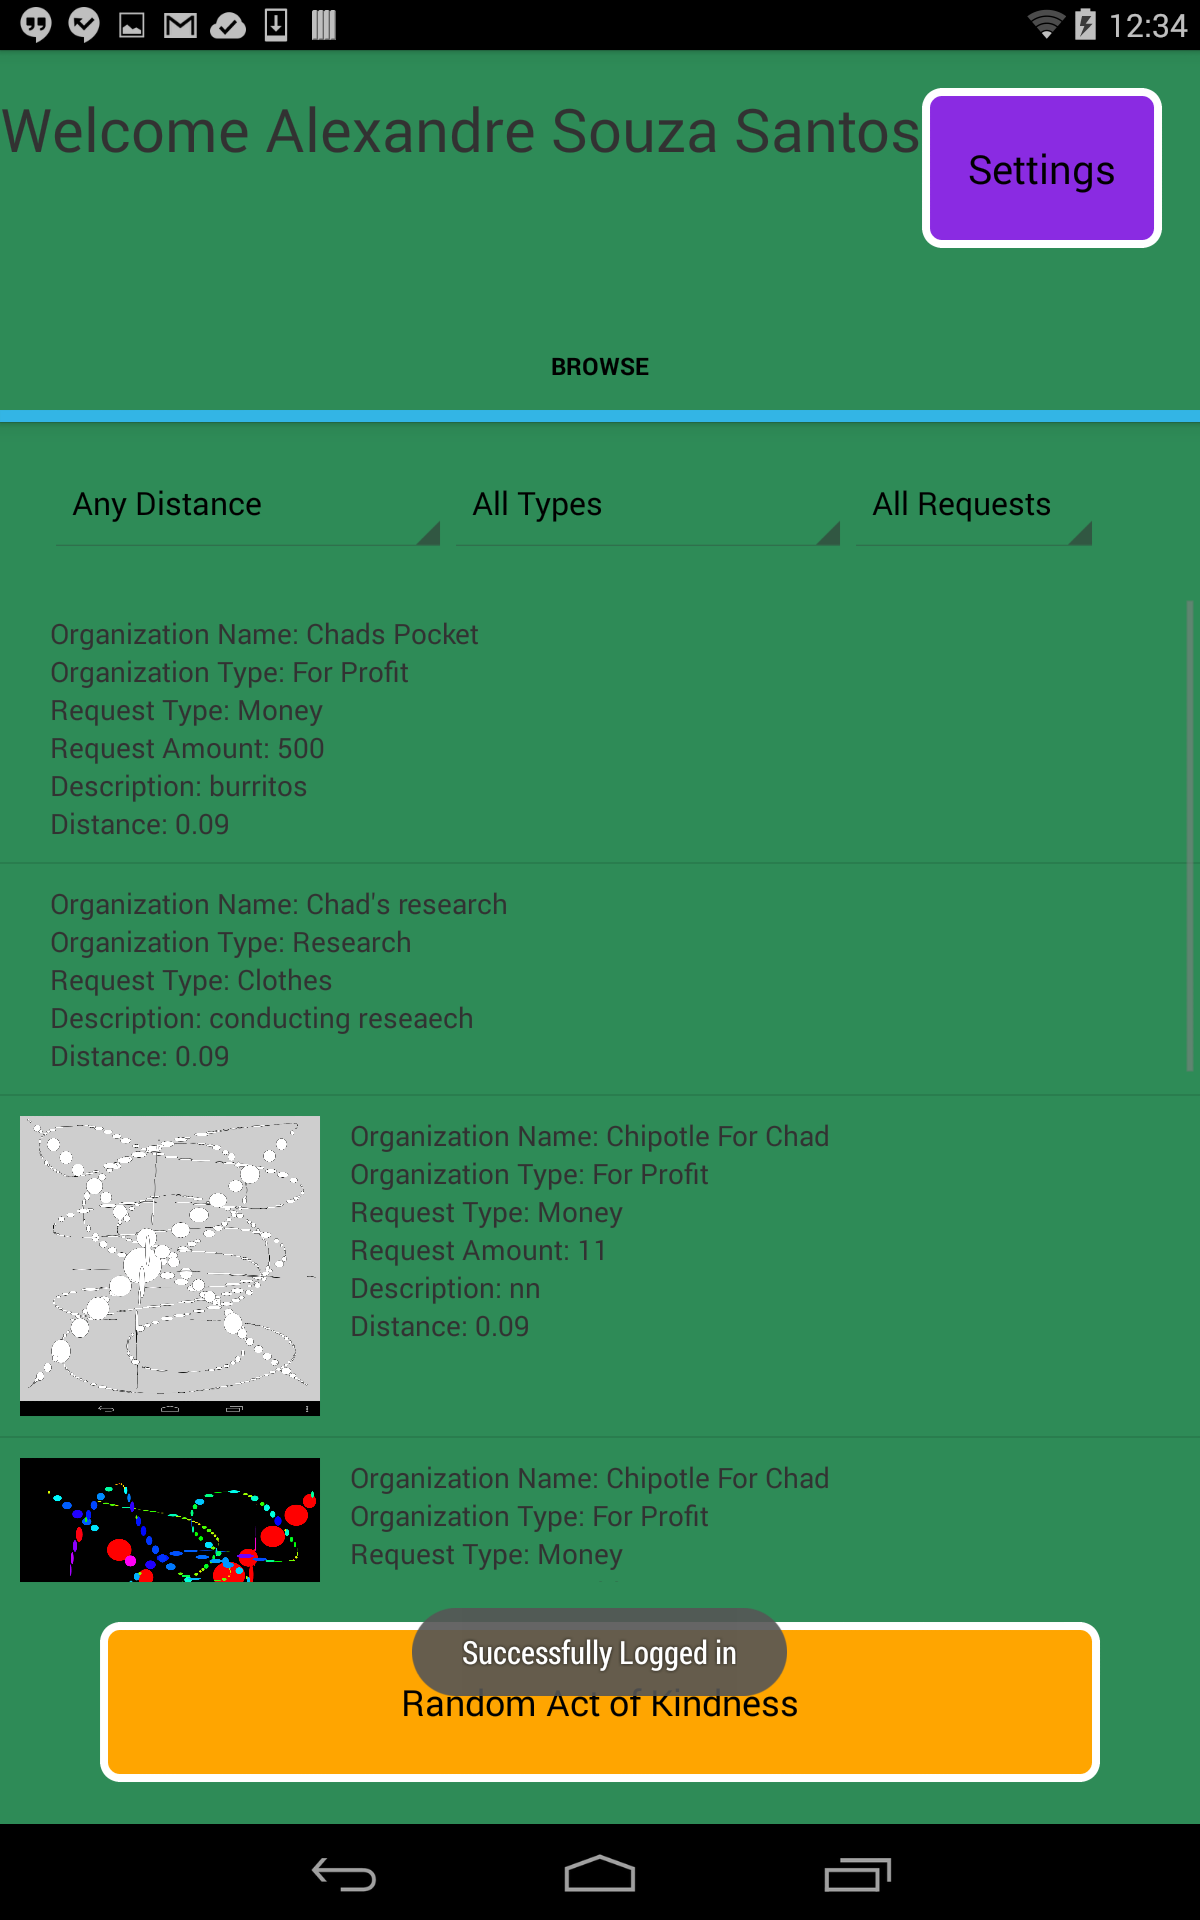 12:34
Welcome Alexandre Souza Santos
Settings
BROWSE
Any Distance
All Types
All Requests
Organization Name: Chads Pocket
Organization Type: For Profit
Request Type: Money
Request Amount: 500
Description: burritos
Distance: 0.09
Organization Name: Chad's research
Organization Type: Research
Request Type: Clothes
Description: conducting reseaech
Distance: 0.09
Organization Name: Chipotle For Chad
Organization Type: For Profit
Request Type: Money
Request Amount: 11
Description: nn
Distance: 0.09
Organization Name: Chipotle For Chad
Organization Type: For Profit
Request Type: Money
Successfully Logged in
Random Act of Kindness